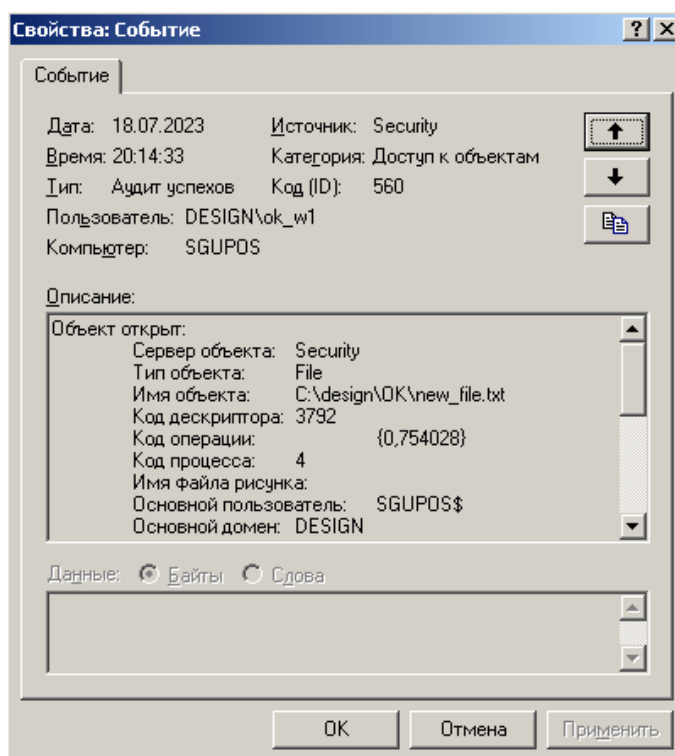 Свойства: Событие
Событие
Дата: 18.07.2023 Источник: Security
Время: 20:14:33 Категория: Доступ к объектам
Тип: Аудит успехов Код (ID): 560
Пользователь: DESIGN\ok_w1
Компьютер: SGUPOS
Описание:
Объект открыт:
Сервер объекта: Security
Тип объекта: File
Имя объекта: C:\design\OK\new_file.txt
Код дескриптора: 3792
Код операции: {0,754028}
Код процесса: 4
Имя файла рисунка:
Основной пользователь: SGUPOS$
Основной домен: DESIGN
Данные: Байты Слова
OK Отмена Применить